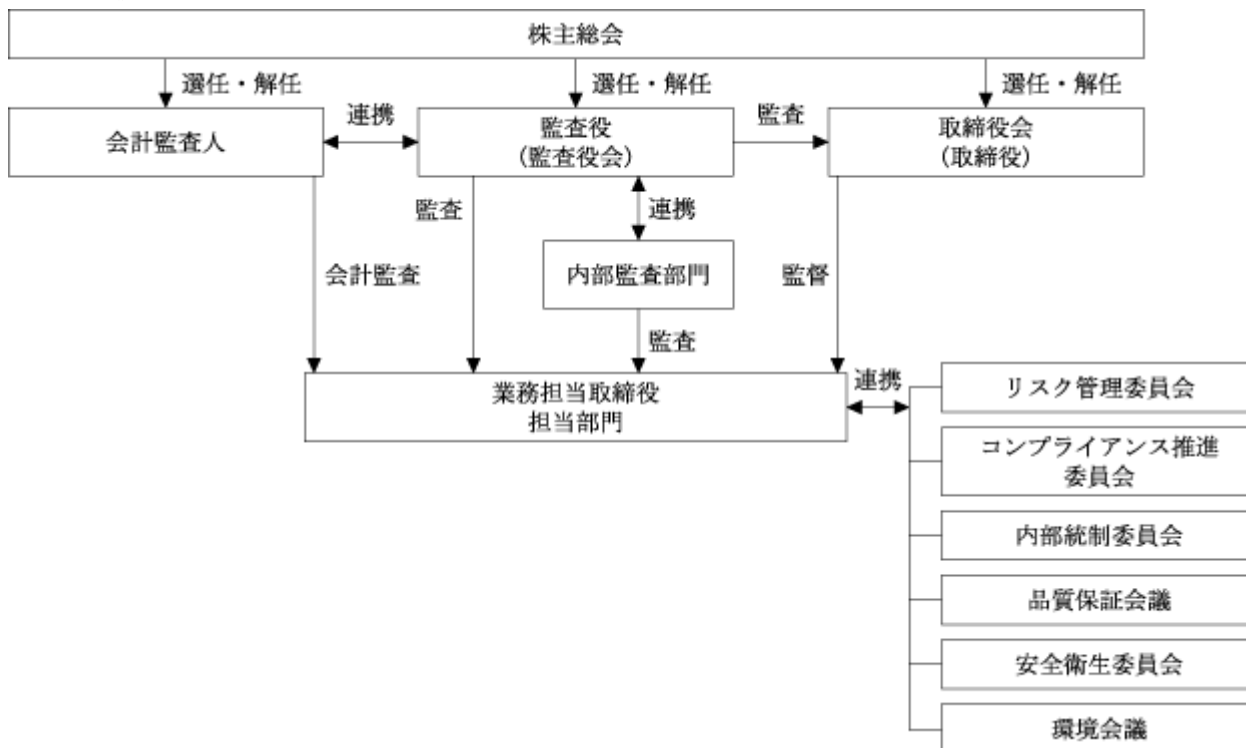 株主総会
選任・解任
選任・解任
選任・解任
会計監査人
連携
監査役
(監査役会)
監査
取締役会
(取締役)
監査
連携
会計監査
内部監査部門
監督
監査
業務担当取締役
担当部門
連携
リスク管理委員会
コンプライアンス推進
委員会
内部統制委員会
品質保証会議
安全衛生委員会
環境会議